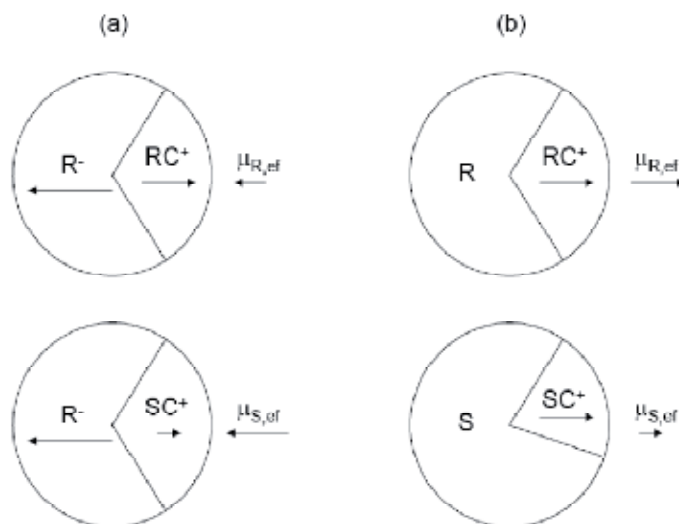 (a) (b)
R⁻ RC⁺ μR,ef R RC⁺ μR,ef
R⁻ SC⁺ μS,ef S SC⁺ μS,ef